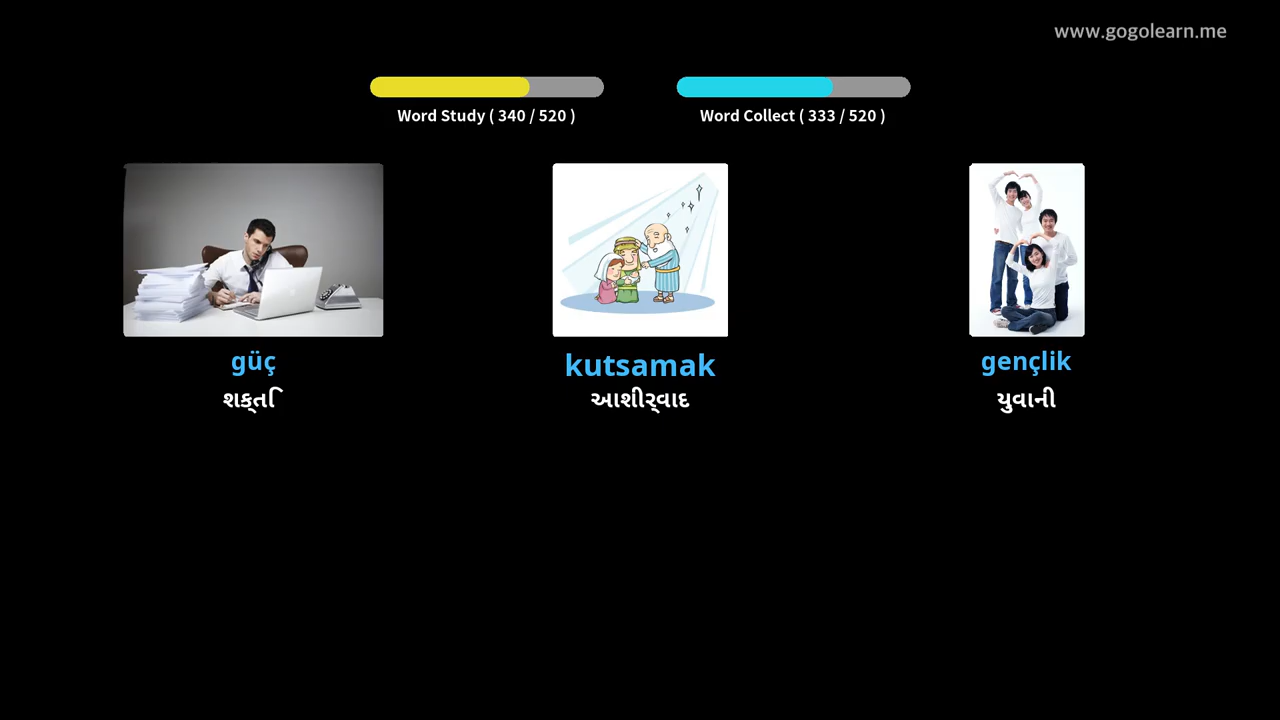 www.gogolearn.me
Word Study ( 340 / 520 )
Word Collect ( 333 / 520 )
güç
kutsamak
gençlik
શક્તિ
આશીર્વાદ
યુવાની